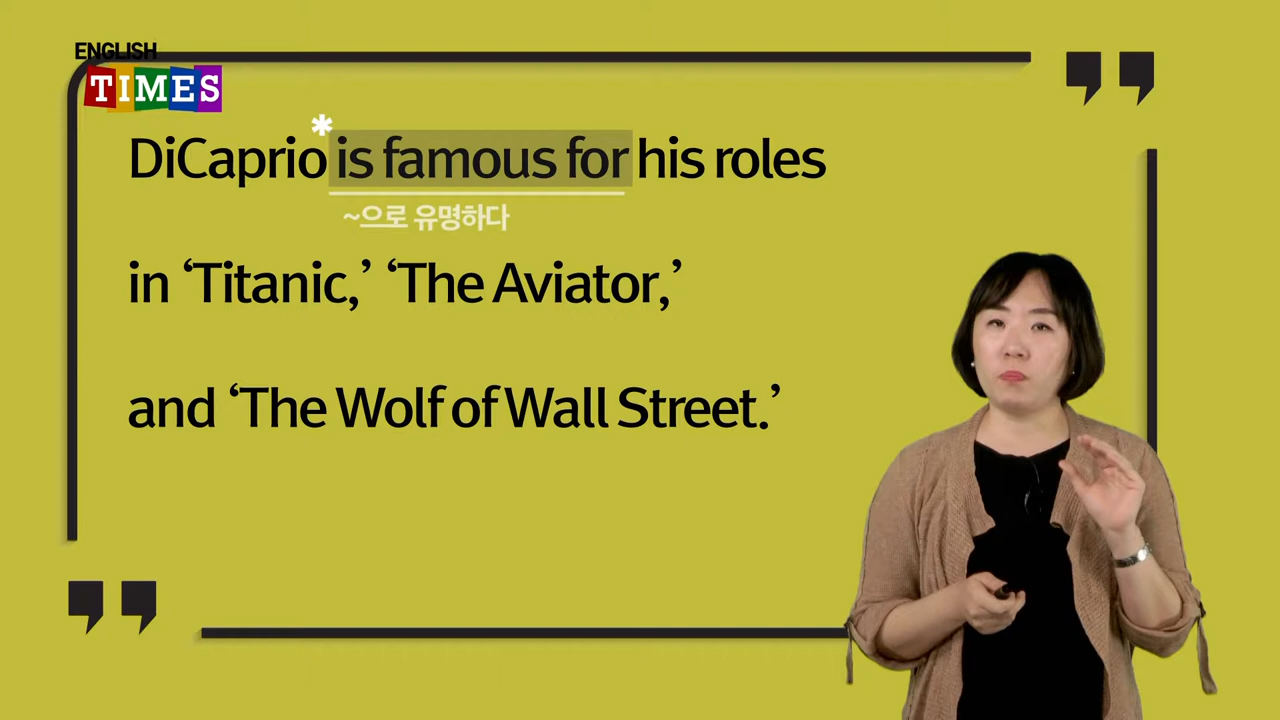 ENGLISH
TIMES
*
DiCaprio is famous for his roles
~으로 유명하다
in ‘Titanic,’ ‘The Aviator,’
and ‘The Wolf of Wall Street.’